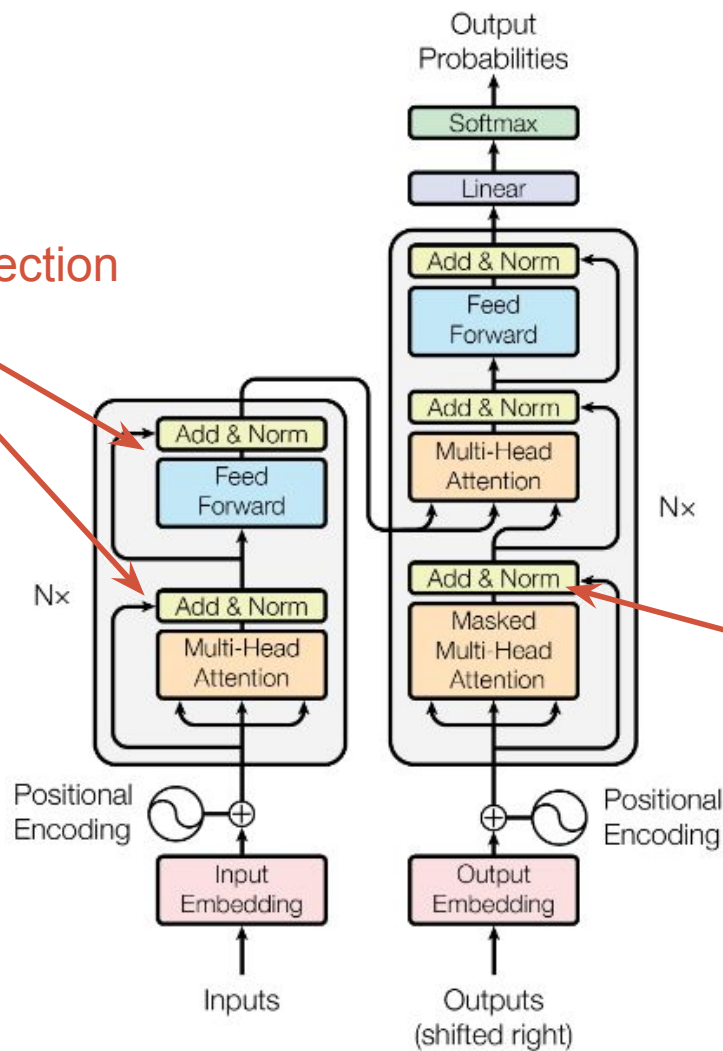 Output
Probabilities
Softmax
Linear
Add & Norm
Feed
Forward
Add & Norm
Multi-Head
Attention
Nx
Add & Norm
Masked
Multi-Head
Attention
ection
Add & Norm
Feed
Forward
Nx
Add & Norm
Multi-Head
Attention
Positional
Encoding
Positional
Encoding
Input
Embedding
Output
Embedding
Inputs
Outputs
(shifted right)